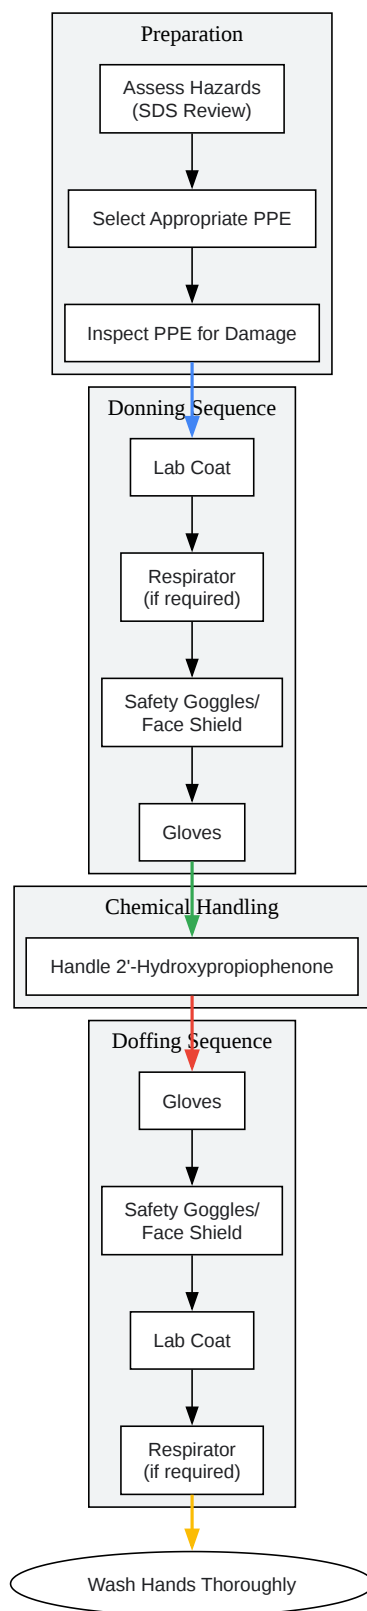 Preparation
Assess Hazards
(SDS Review)
Select Appropriate PPE
Inspect PPE for Damage
Donning Sequence
Lab Coat
Respirator
(if required)
Safety Goggles/
Face Shield
Gloves
Chemical Handling
Handle 2'-Hydroxypropiophenone
Doffing Sequence
Gloves
Safety Goggles/
Face Shield
Lab Coat
Respirator
(if required)
Wash Hands Thoroughly